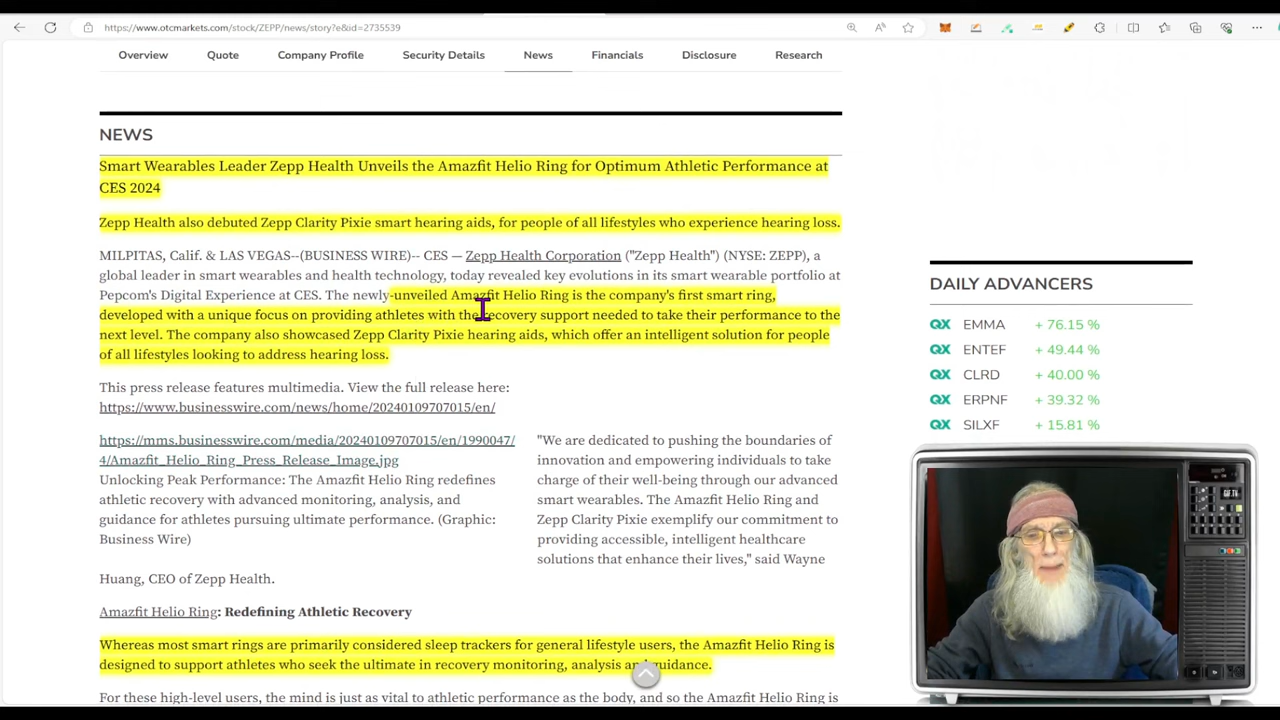 https://www.otcmarkets.com/stock/ZEPP/news/story?e&id=2735539
Overview Quote Company Profile Security Details News Financials Disclosure Research
NEWS
Smart Wearables Leader Zepp Health Unveils the Amazfit Helio Ring for Optimum Athletic Performance at
CES 2024
Zepp Health also debuted Zepp Clarity Pixie smart hearing aids, for people of all lifestyles who experience hearing loss.
MILPITAS, Calif. & LAS VEGAS--(BUSINESS WIRE)-- CES — Zepp Health Corporation ("Zepp Health") (NYSE: ZEPP), a
global leader in smart wearables and health technology, today revealed key evolutions in its smart wearable portfolio at
Pepcom's Digital Experience at CES. The newly-unveiled Amazfit Helio Ring is the company's first smart ring,
developed with a unique focus on providing athletes with the recovery support needed to take their performance to the
next level. The company also showcased Zepp Clarity Pixie hearing aids, which offer an intelligent solution for people
of all lifestyles looking to address hearing loss.
This press release features multimedia. View the full release here:
https://www.businesswire.com/news/home/20240109707015/en/
https://mms.businesswire.com/media/20240109707015/en/1990047/
4/Amazfit_Helio_Ring_Press_Release_Image.jpg
Unlocking Peak Performance: The Amazfit Helio Ring redefines
athletic recovery with advanced monitoring, analysis, and
guidance for athletes pursuing ultimate performance. (Graphic:
Business Wire)
"We are dedicated to pushing the boundaries of
innovation and empowering individuals to take
charge of their well-being through our advanced
smart wearables. The Amazfit Helio Ring and
Zepp Clarity Pixie exemplify our commitment to
providing accessible, intelligent healthcare
solutions that enhance their lives," said Wayne
Huang, CEO of Zepp Health.
Amazfit Helio Ring: Redefining Athletic Recovery
Whereas most smart rings are primarily considered sleep trackers for general lifestyle users, the Amazfit Helio Ring is
designed to support athletes who seek the ultimate in recovery monitoring, analysis and guidance.
For these high-level users, the mind is just as vital to athletic performance as the body, and so the Amazfit Helio Ring is
DAILY ADVANCERS
QX EMMA + 76.15 %
QX ENTEF + 49.44 %
QX CLRD + 40.00 %
QX ERPNF + 39.32 %
QX SILXF + 15.81 %
GIF.TV